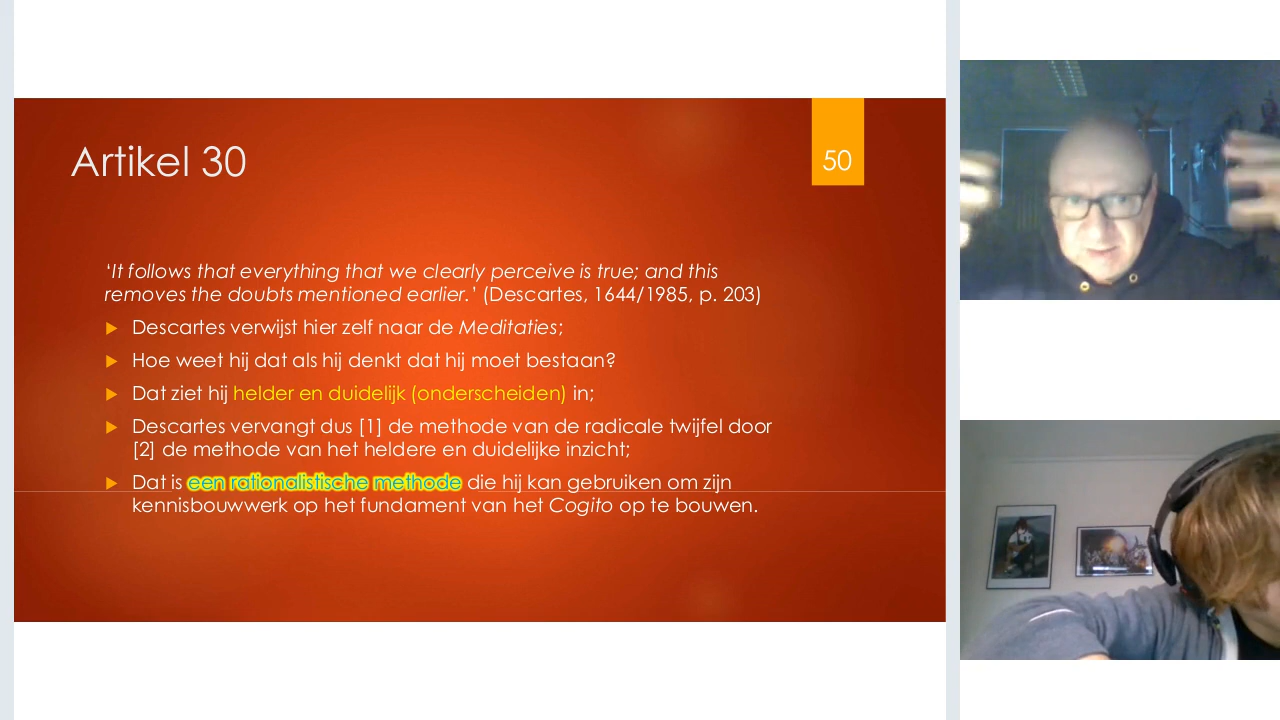 Artikel 30
50
‘It follows that everything that we clearly perceive is true; and this
removes the doubts mentioned earlier.’ (Descartes, 1644/1985, p. 203)
Descartes verwijst hier zelf naar de Meditaties;
Hoe weet hij dat als hij denkt dat hij moet bestaan?
Dat ziet hij helder en duidelijk (onderscheiden) in;
Descartes vervangt dus [1] de methode van de radicale twijfel door
[2] de methode van het heldere en duidelijke inzicht;
Dat is een rationalistische methode die hij kan gebruiken om zijn
kennisbouwwerk op het fundament van het Cogito op te bouwen.